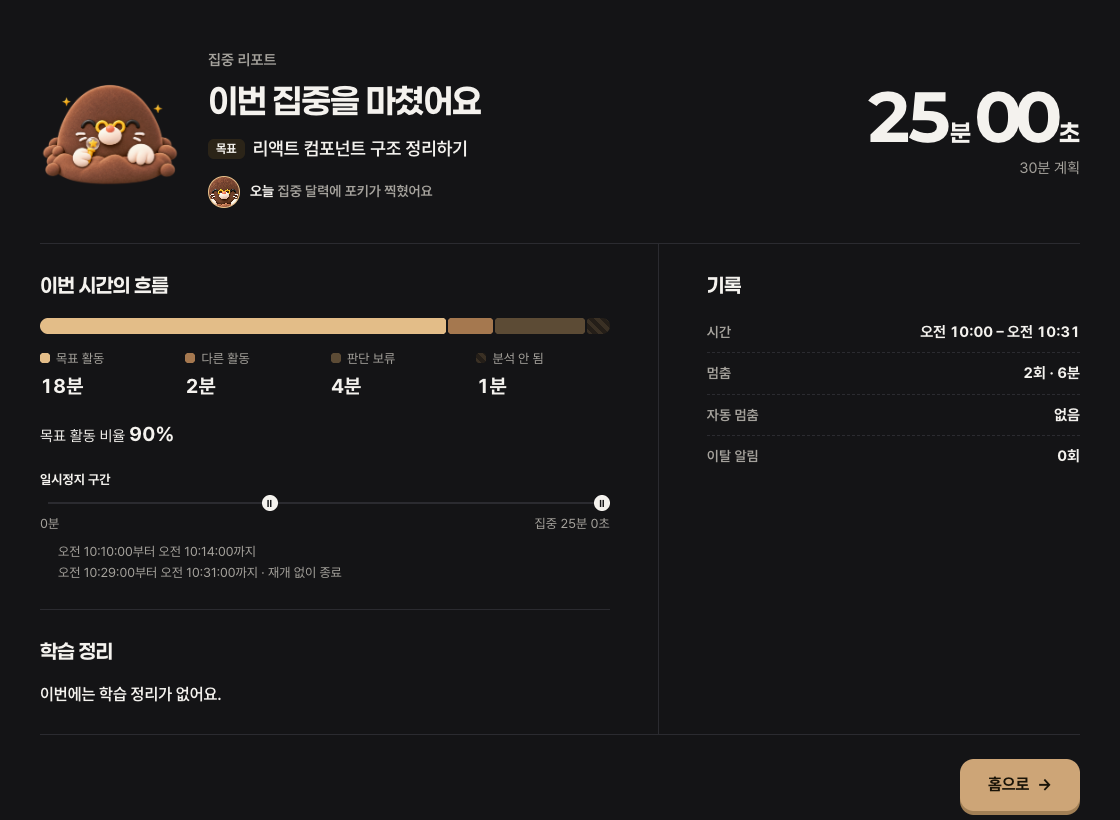 집중 리포트
이번 집중을 마쳤어요
목표 리액트 컴포넌트 구조 정리하기
오늘 집중 달력에 포키가 찍혔어요
25분 00초
30분 계획
이번 시간의 흐름
목표 활동 다른 활동 판단 보류 분석 안 됨
18분 2분 4분 1분
목표 활동 비율 90%
일시정지 구간
0분 집중 25분 0초
오전 10:10:00부터 오전 10:14:00까지
오전 10:29:00부터 오전 10:31:00까지 · 재개 없이 종료
학습 정리
이번에는 학습 정리가 없어요.
기록
시간 오전 10:00 – 오전 10:31
멈춤 2회 · 6분
자동 멈춤 없음
이탈 알림 0회
홈으로 →